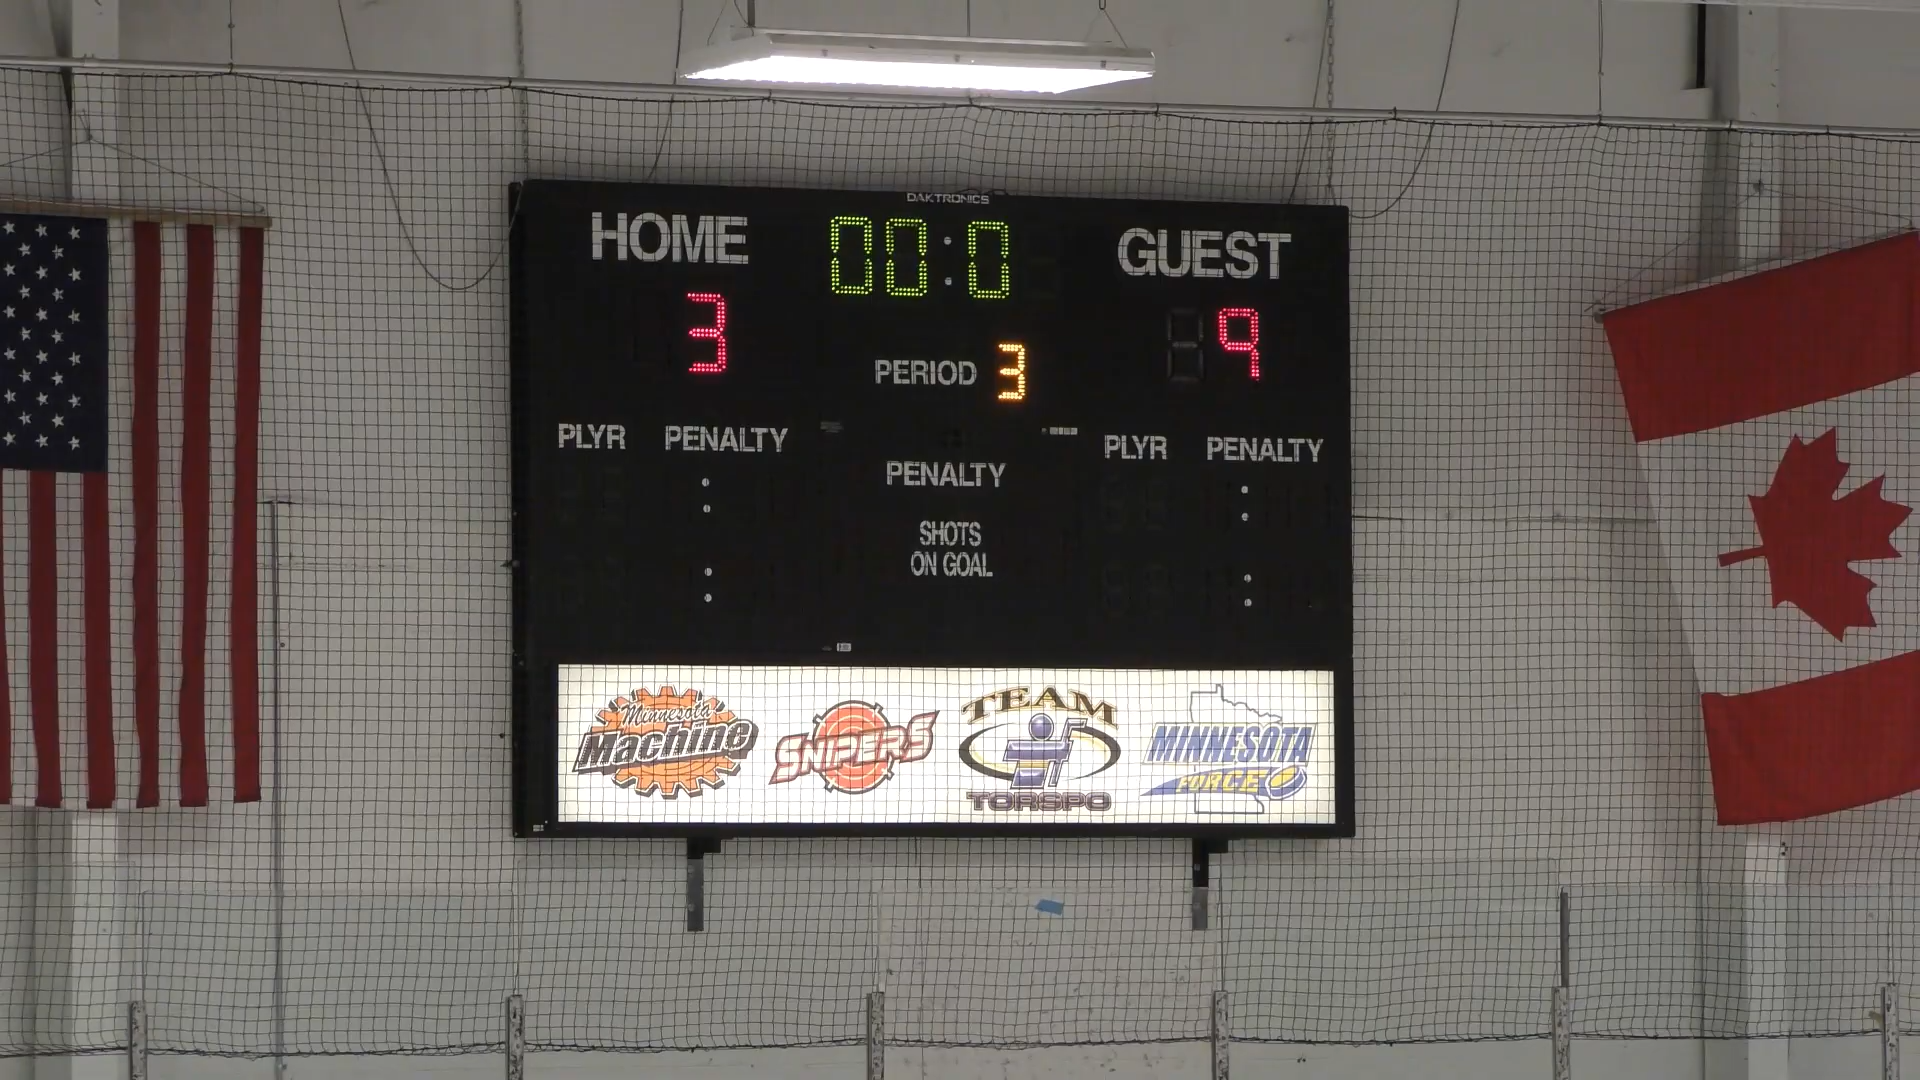 DAKTRONICS
HOME 00:0 GUEST
3 9
PERIOD 3
PLYR PENALTY PLYR PENALTY
PENALTY
SHOTS
ON GOAL
Minnesota
Machine
SNIPERS
TEAM
TORSPO
MINNESOTA
FORCE